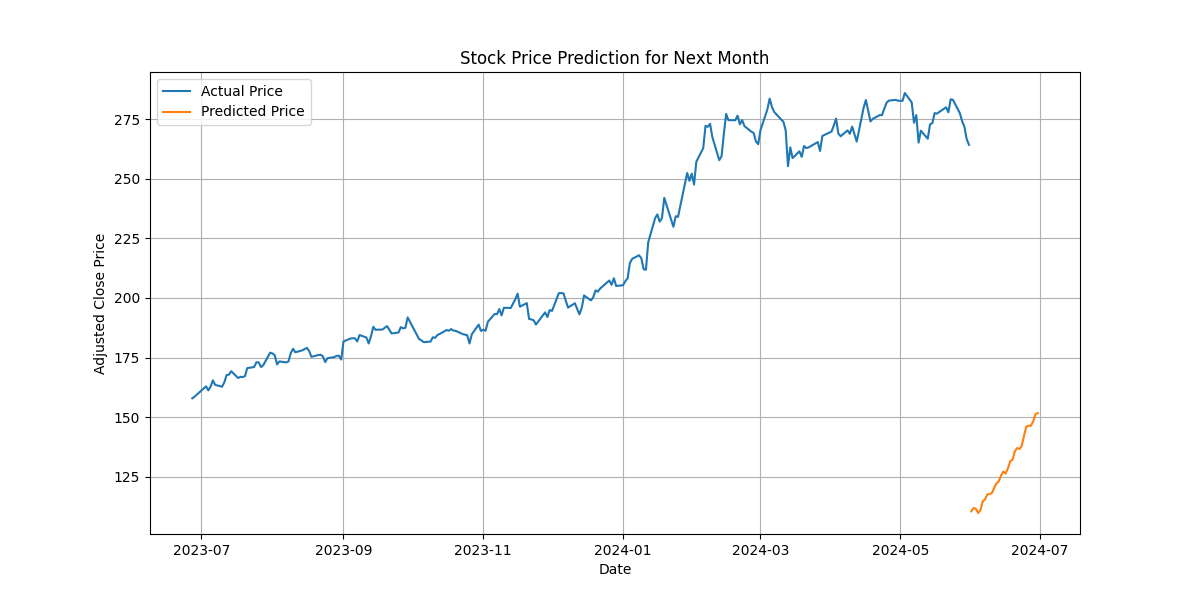 Stock Price Prediction for Next Month
Actual Price
Predicted Price
Adjusted Close Price
275
250
225
200
175
150
125
2023-07
2023-09
2023-11
2024-01
2024-03
2024-05
2024-07
Date